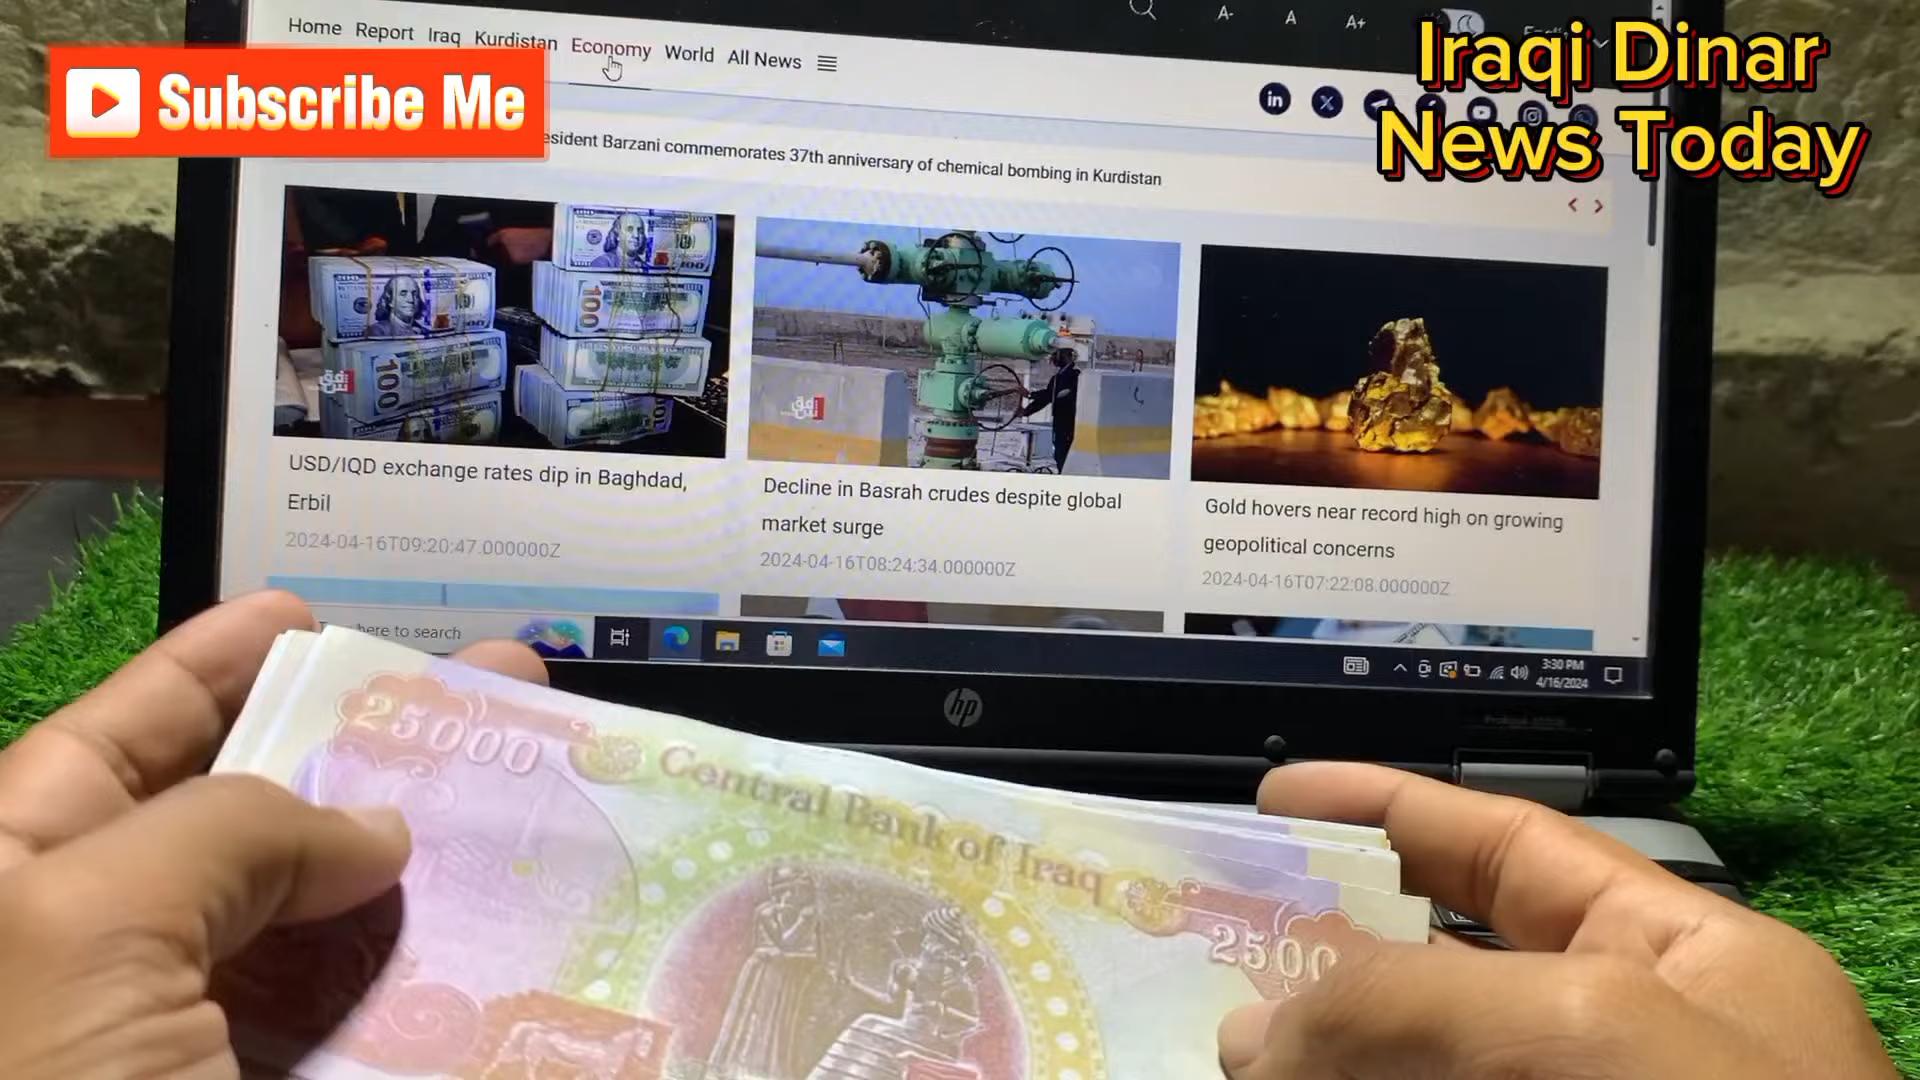 Home Report Iraq Kurdistan Economy World All News
A- A A+
Iraqi Dinar
News Today
Subscribe Me
esident Barzani commemorates 37th anniversary of chemical bombing in Kurdistan
USD/IQD exchange rates dip in Baghdad,
Erbil
2024-04-16T09:20:47.000000Z
Decline in Basrah crudes despite global
market surge
2024-04-16T08:24:34.000000Z
Gold hovers near record high on growing
geopolitical concerns
2024-04-16T07:22:08.000000Z
here to search
3:30 PM
4/16/2024
hp
25000
Central Bank of Iraq
2500